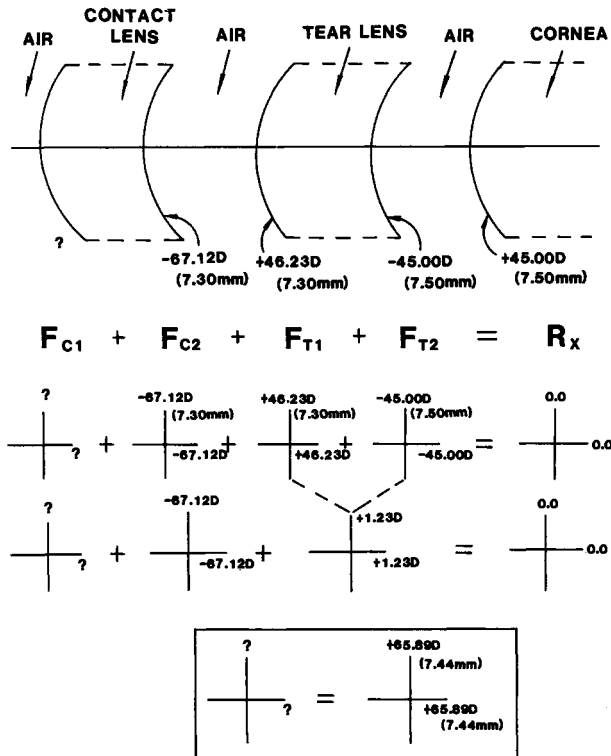 AIR
CONTACT
LENS
AIR
TEAR LENS
AIR
CORNEA
?
-67.12D
(7.30mm)
+46.23D
(7.30mm)
-45.00D
(7.50mm)
+45.00D
(7.50mm)
FC1 + FC2 + FT1 + FT2 = RX
? -67.12D +46.23D -45.00D 0.0
(7.30mm) (7.30mm) (7.50mm)
? + -67.12D + +46.23D + -45.00D = 0.0
? -67.12D +1.23D 0.0
? + -67.12D + +1.23D = 0.0
? +65.89D
(7.44mm)
? = +65.89D
(7.44mm)